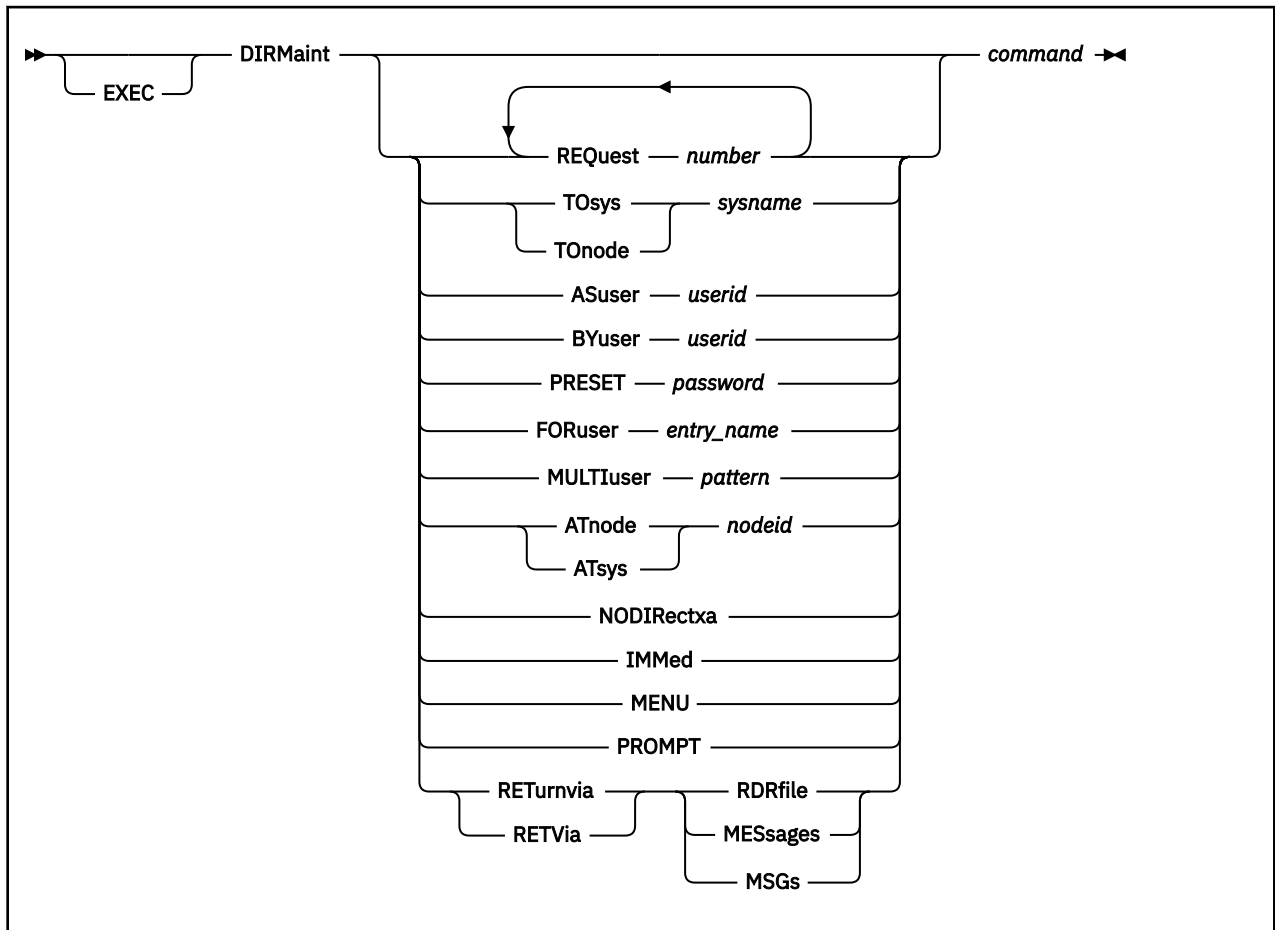 DIRMaint command
EXEC
REQuest number
TOsys sysname
TOnode
ASuser userid
BYuser userid
PRESET password
FORuser entry_name
MULTIuser pattern
ATnode nodeid
ATsys
NODIRectxa
IMMed
MENU
PROMPT
RETurnvia RDRfile
RETVia MESsages
MSGs